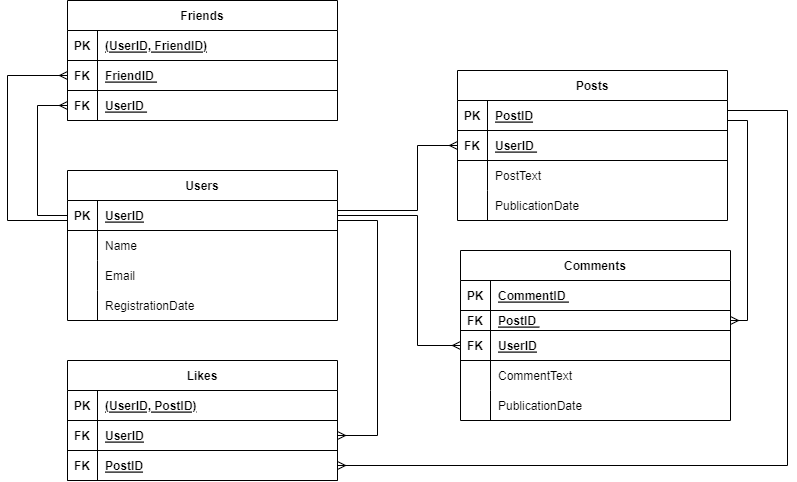 Friends
PK (UserID, FriendID)
FK FriendID
FK UserID
Users
PK UserID
Name
Email
RegistrationDate
Likes
PK (UserID, PostID)
FK UserID
FK PostID
Posts
PK PostID
FK UserID
PostText
PublicationDate
Comments
PK CommentID
FK PostID
FK UserID
CommentText
PublicationDate